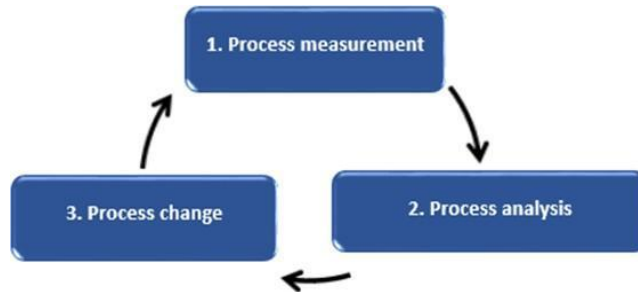 1. Process measurement
2. Process analysis
3. Process change